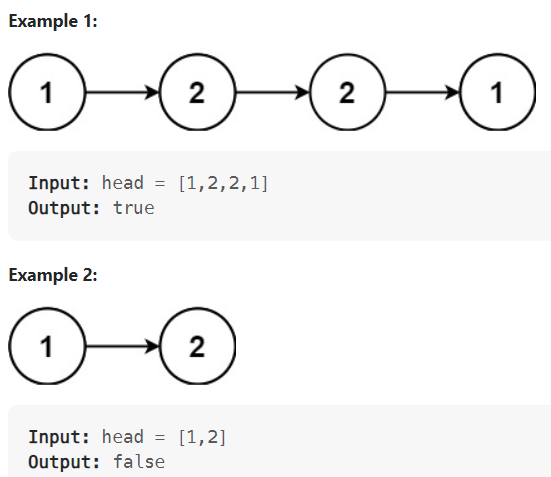 Example 1:
1 2 2 1
Input: head = [1,2,2,1]
Output: true
Example 2:
1 2
Input: head = [1,2]
Output: false